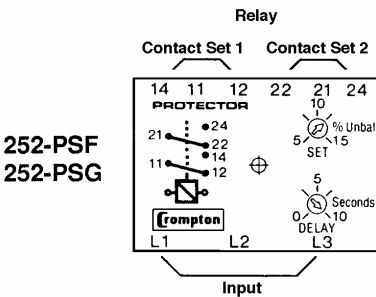 Relay
Contact Set 1 Contact Set 2
14 11 12 22 21 24
PROTECTOR 10
24
21 22
5 15 % Unbal
SET
14
11 12
252-PSF
252-PSG
5
Seconds
0 10
DELAY
Crompton
L1 L2 L3
Input